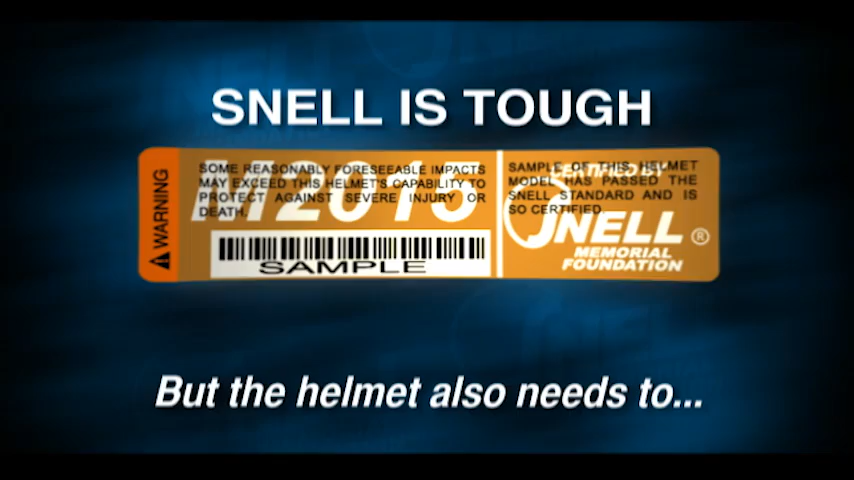 SNELL IS TOUGH
WARNING
M2015
SOME REASONABLY FORESEEABLE IMPACTS
MAY EXCEED THIS HELMET'S CAPABILITY TO
PROTECT AGAINST SEVERE INJURY OR
DEATH.
SAMPLE
CERTIFIED BY
SAMPLE OF THIS HELMET
MODEL HAS PASSED THE
SNELL STANDARD AND IS
SO CERTIFIED
SNELL ®
MEMORIAL
FOUNDATION
But the helmet also needs to...